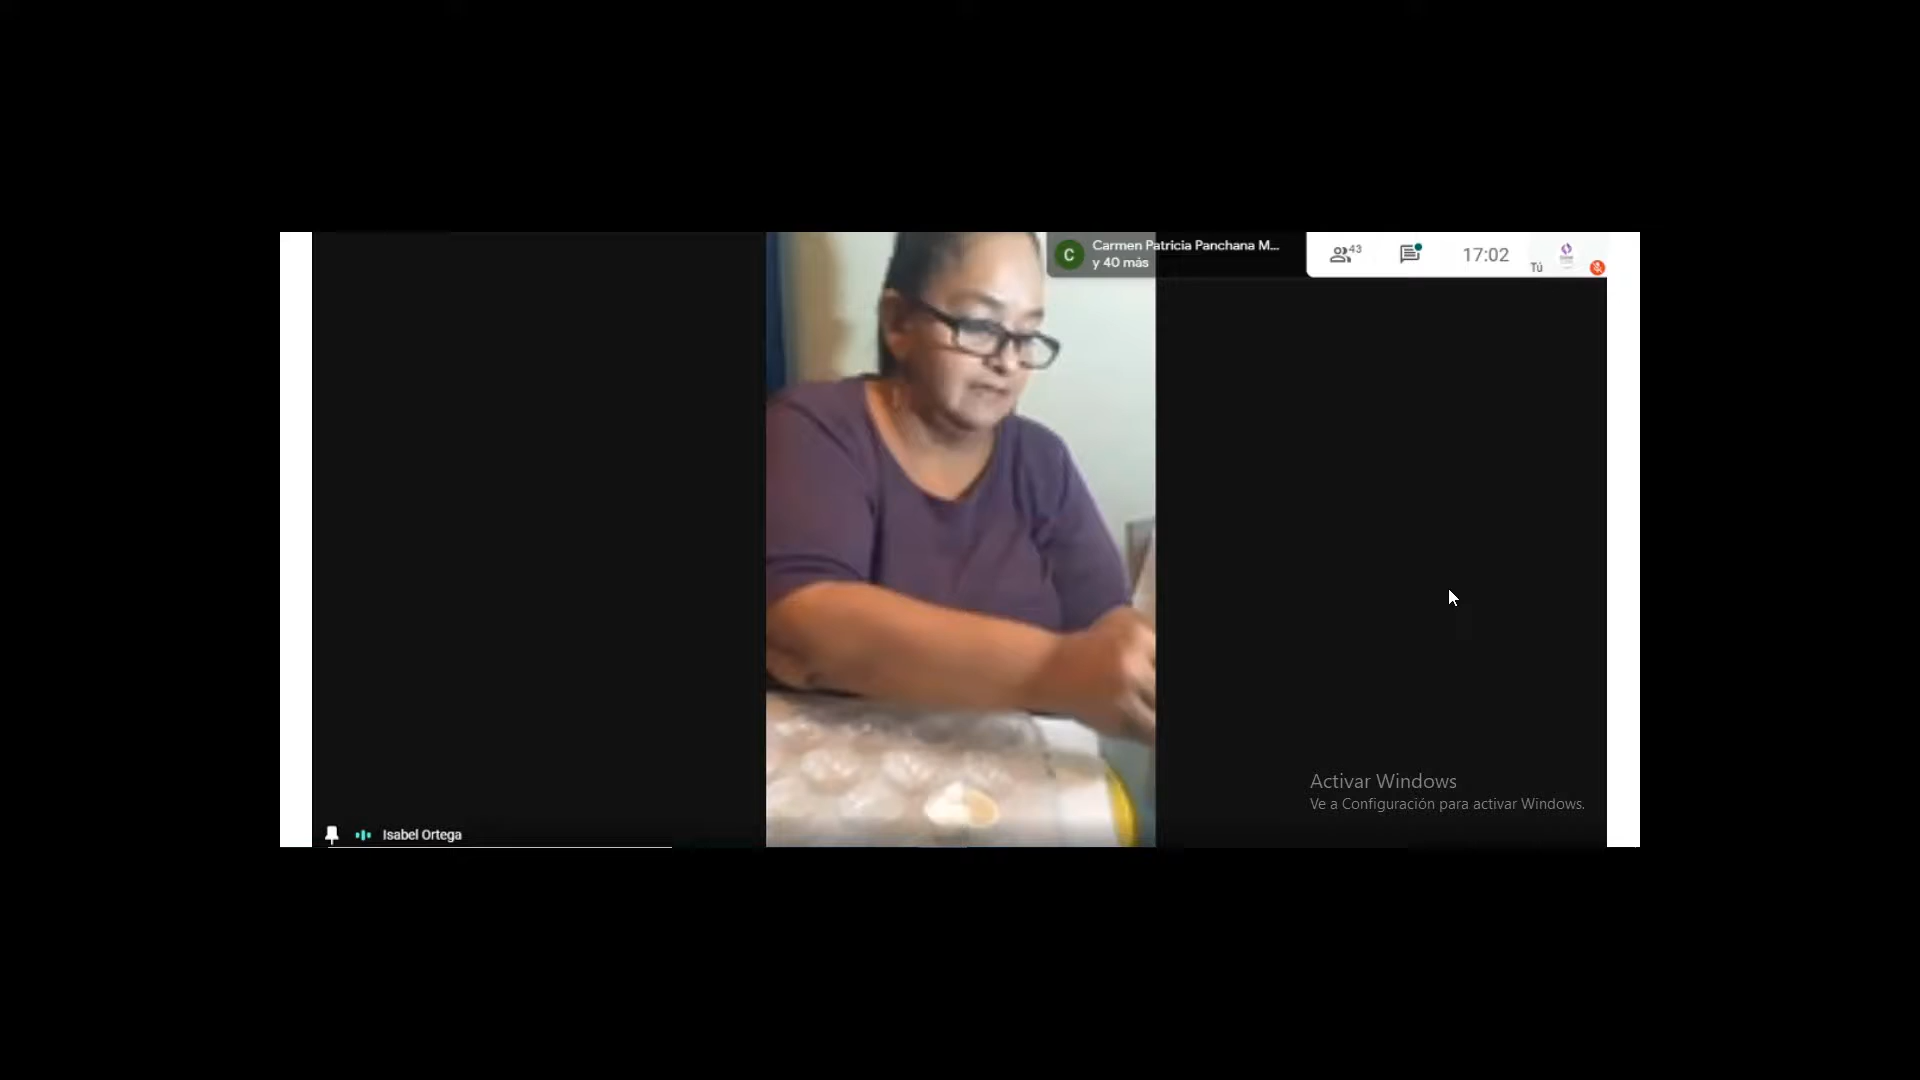 Carmen Patricia Panchana M...
y 40 más
43
17:02
Tú
C
Activar Windows
Ve a Configuración para activar Windows.
Isabel Ortega